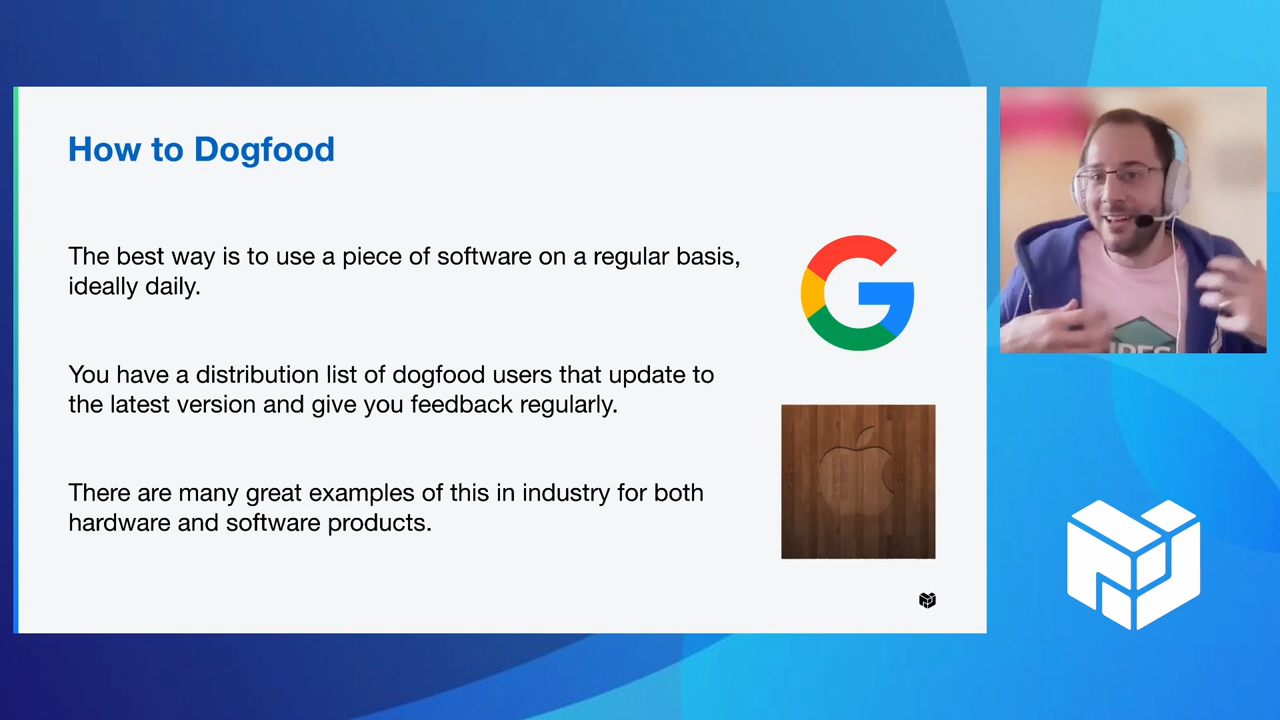 How to Dogfood
The best way is to use a piece of software on a regular basis,
ideally daily.
You have a distribution list of dogfood users that update to
the latest version and give you feedback regularly.
There are many great examples of this in industry for both
hardware and software products.